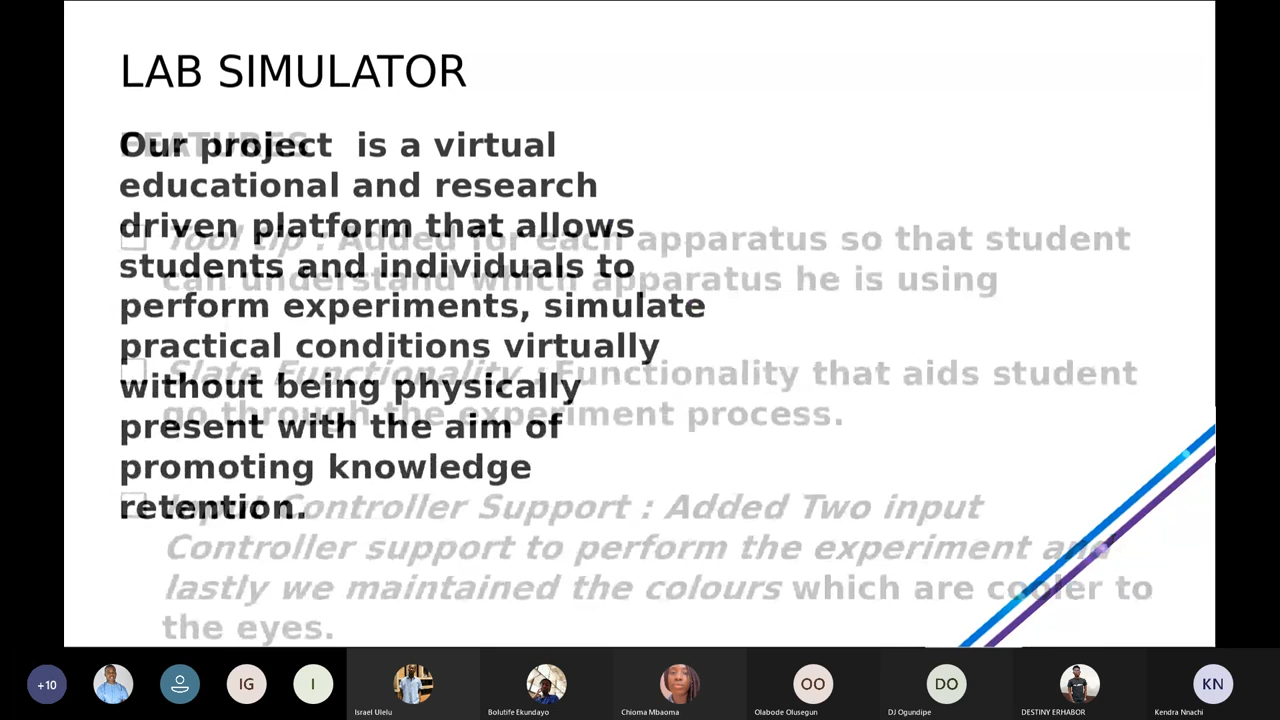 LAB SIMULATOR
Our project is a virtual
educational and research
driven platform that allows
students and individuals to
perform experiments, simulate
practical conditions virtually
without being physically
present with the aim of
promoting knowledge
retention.
FEATURES
Tool tip : Added for each apparatus so that student
can understand which apparatus he is using
Slate Functionality : Functionality that aids student
go through the experiment process.
Input Controller Support : Added Two input
Controller support to perform the experiment and
lastly we maintained the colours which are cooler to
the eyes.
+10
IG
I
OO
DO
KN
Israel Ulelu
Bolutife Ekundayo
Chioma Mbaoma
Olabode Olusegun
DJ Ogundipe
DESTINY ERHABOR
Kendra Nnachi